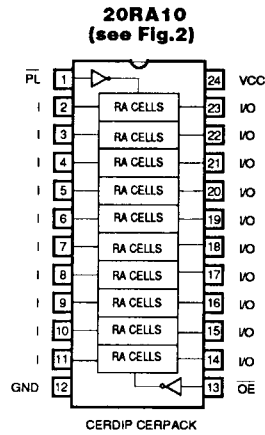 20RA10
(see Fig.2)
PL 1 24 VCC
I 2 RA CELLS 23 I/O
I 3 RA CELLS 22 I/O
I 4 RA CELLS 21 I/O
I 5 RA CELLS 20 I/O
I 6 RA CELLS 19 I/O
I 7 RA CELLS 18 I/O
I 8 RA CELLS 17 I/O
I 9 RA CELLS 16 I/O
I 10 RA CELLS 15 I/O
I 11 RA CELLS 14 I/O
GND 12 13 OE
CERDIP CERPACK